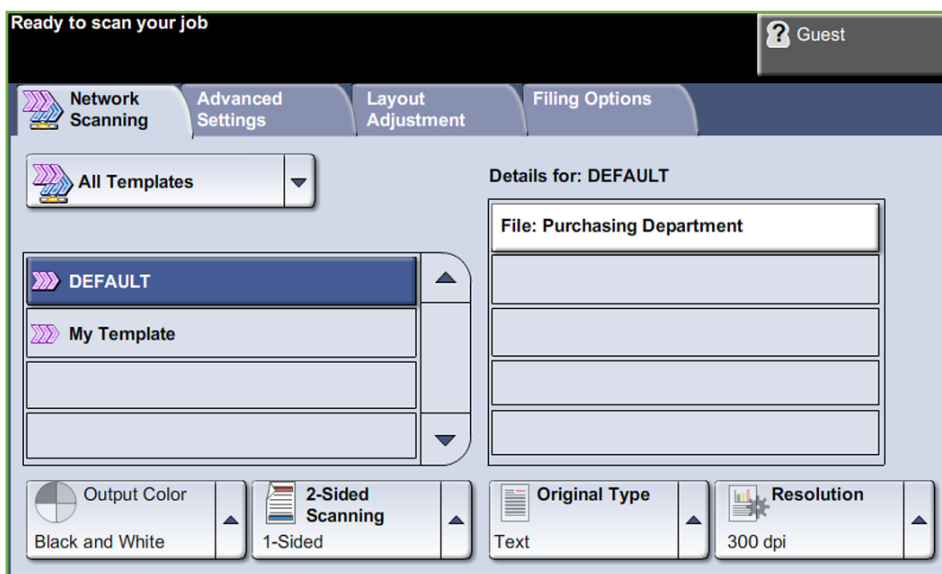 Ready to scan your job
Guest
Network
Scanning
Advanced
Settings
Layout
Adjustment
Filing Options
All Templates
Details for: DEFAULT
File: Purchasing Department
DEFAULT
My Template
Output Color
Black and White
2-Sided
Scanning
1-Sided
Original Type
Text
Resolution
300 dpi